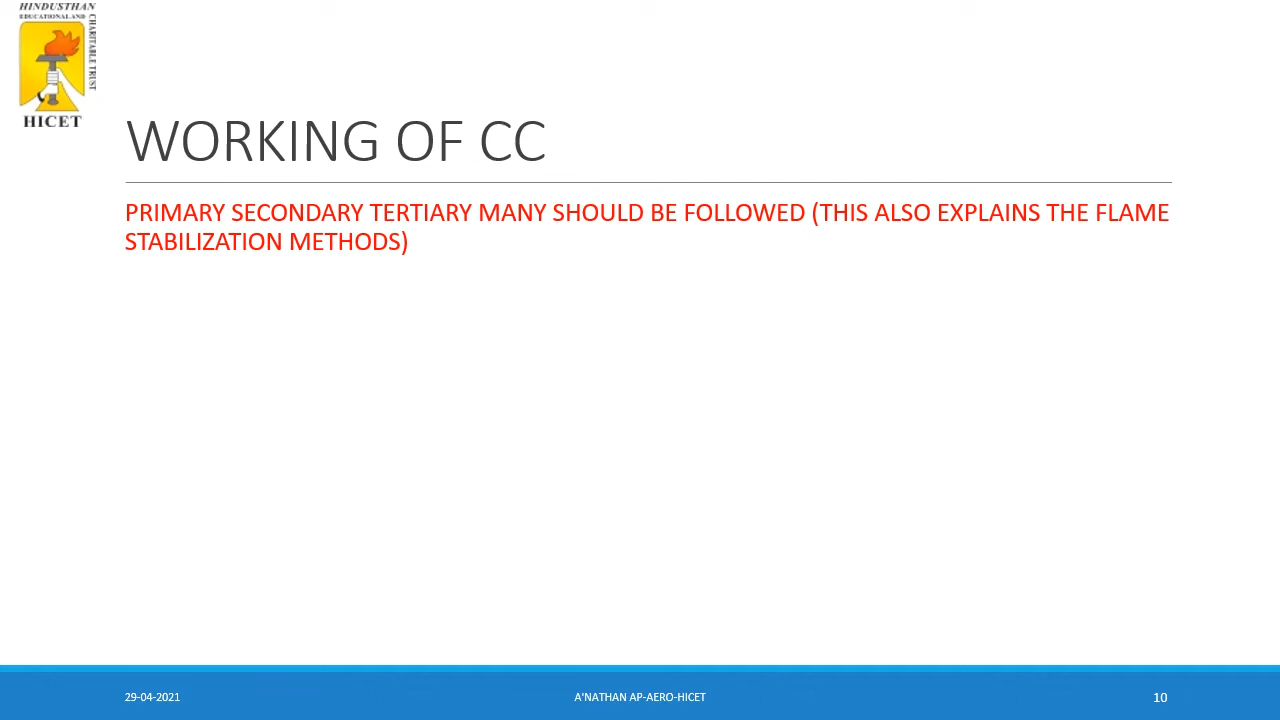 HINDUSTHAN
EDUCATIONAL AND
CHARITABLE TRUST
HICET
WORKING OF CC
PRIMARY SECONDARY TERTIARY MANY SHOULD BE FOLLOWED (THIS ALSO EXPLAINS THE FLAME
STABILIZATION METHODS)
29-04-2021
A'NATHAN AP-AERO-HICET
10